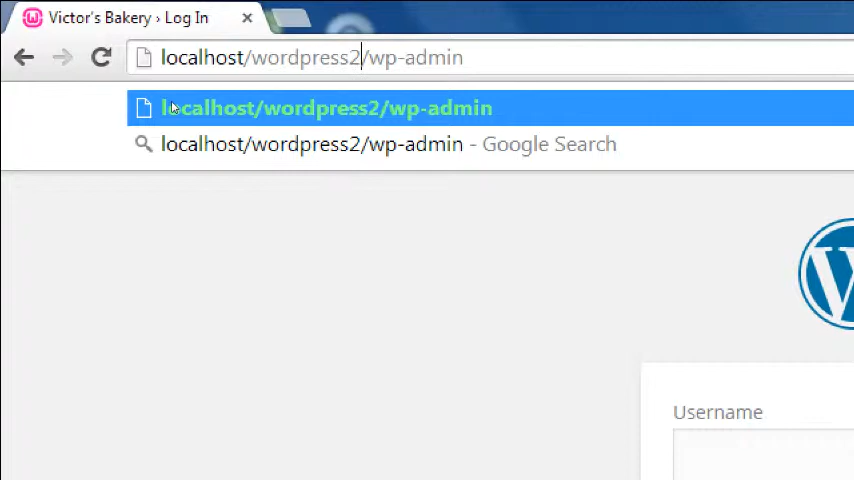 Victor's Bakery › Log In
localhost/wordpress2/wp-admin
localhost/wordpress2/wp-admin
localhost/wordpress2/wp-admin - Google Search
Username